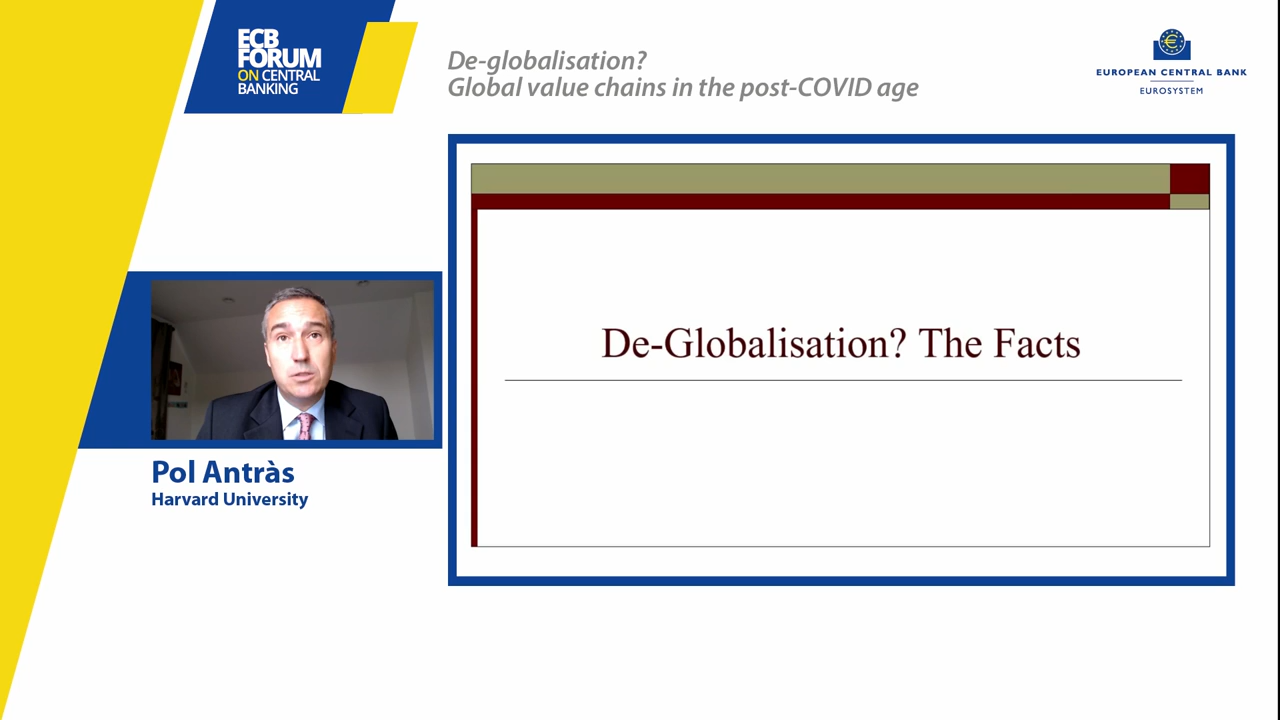 ECB
FORUM
ON CENTRAL
BANKING
De-globalisation?
Global value chains in the post-COVID age
EUROPEAN CENTRAL BANK
EUROSYSTEM
De-Globalisation? The Facts
Pol Antràs
Harvard University